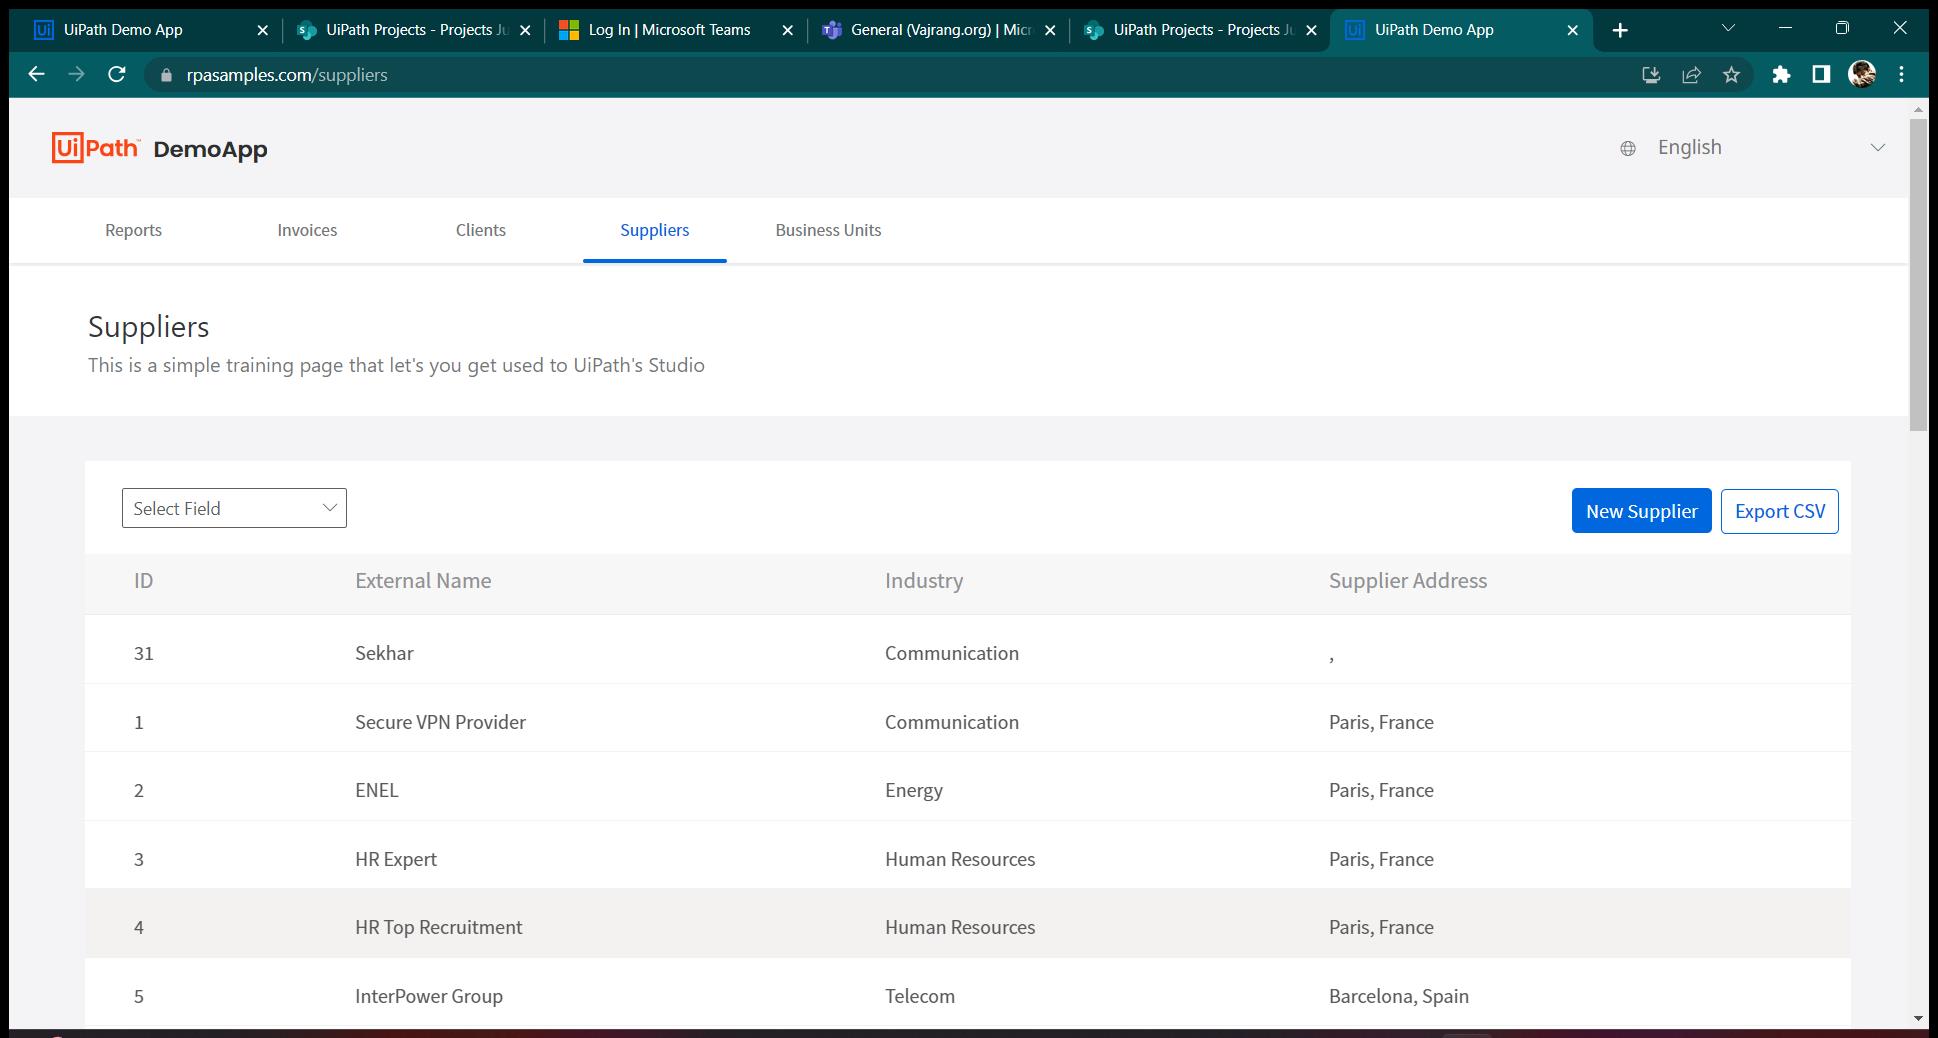 UiPath Demo App
UiPath Projects - Projects Ju
Log In | Microsoft Teams
General (Vajrang.org) | Micr
UiPath Projects - Projects Ju
UiPath Demo App
rpasamples.com/suppliers
UiPath™ DemoApp
English
Reports Invoices Clients Suppliers Business Units
Suppliers
This is a simple training page that let's you get used to UiPath's Studio
Select Field
New Supplier Export CSV
ID External Name Industry Supplier Address
31 Sekhar Communication ,
1 Secure VPN Provider Communication Paris, France
2 ENEL Energy Paris, France
3 HR Expert Human Resources Paris, France
4 HR Top Recruitment Human Resources Paris, France
5 InterPower Group Telecom Barcelona, Spain